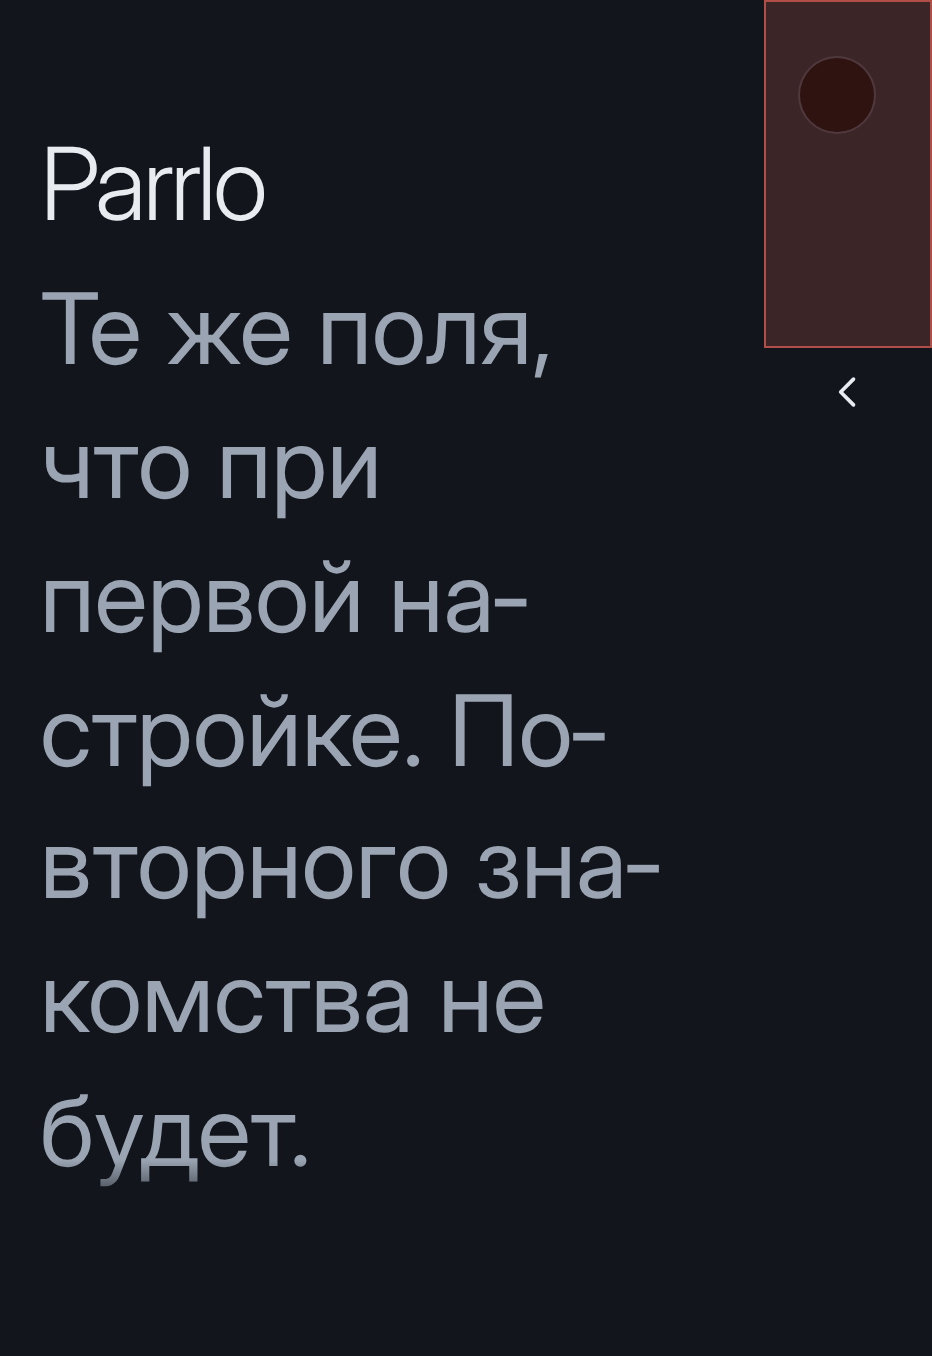 Parrlo
Те же поля,
что при
первой на-
стройке. По-
вторного зна-
комства не
будет.